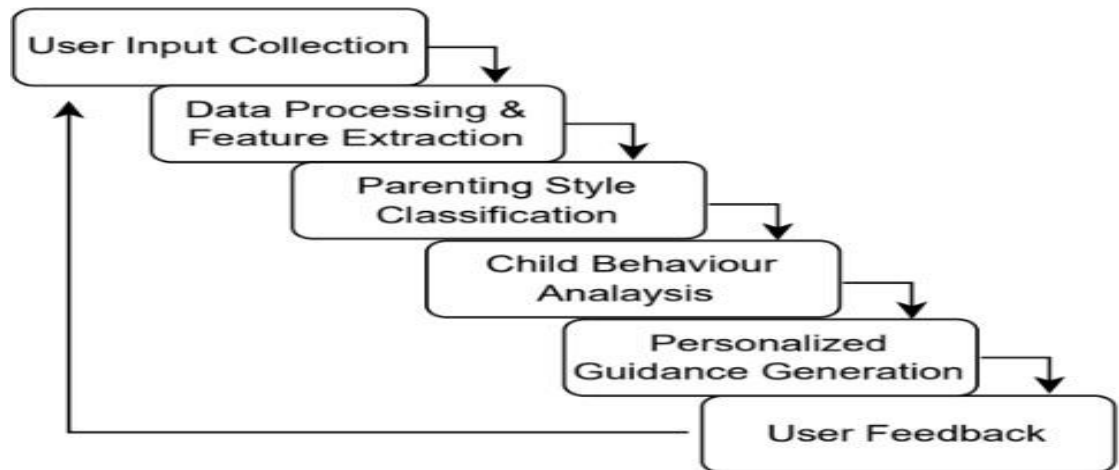 User Input Collection
Data Processing &
Feature Extraction
Parenting Style
Classification
Child Behaviour
Analaysis
Personalized
Guidance Generation
User Feedback